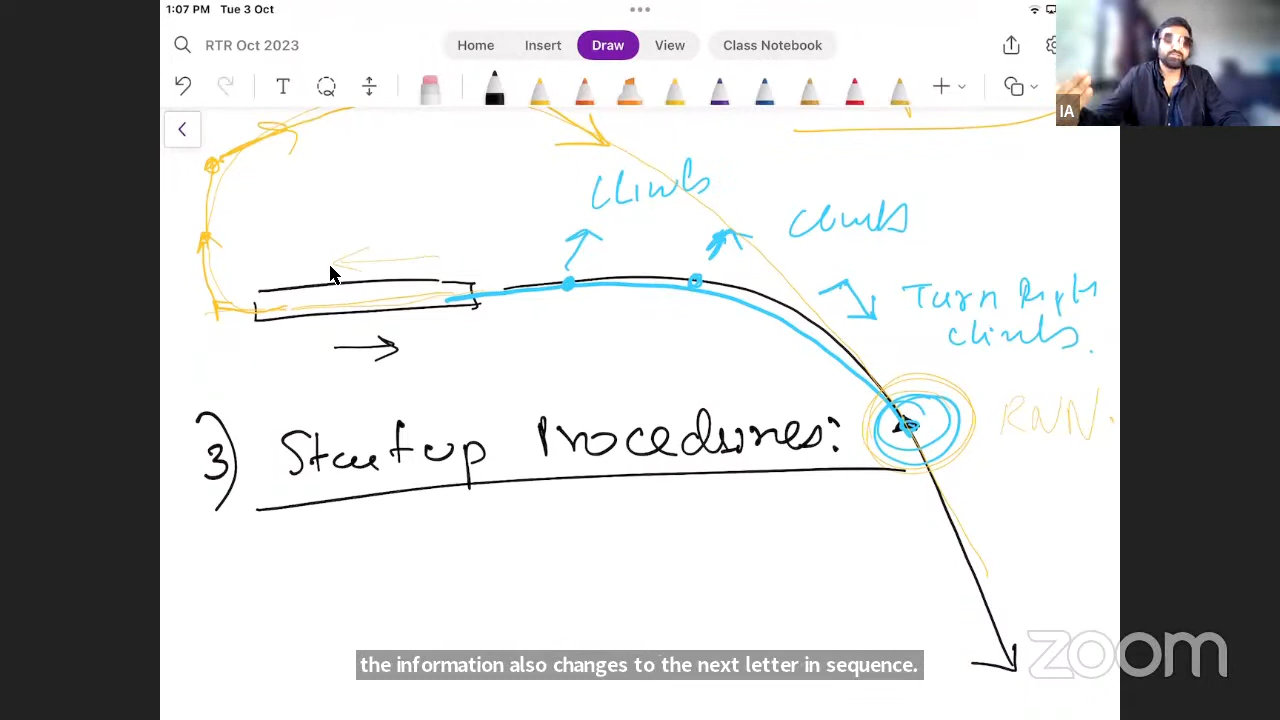 1:07 PM Tue 3 Oct
RTR Oct 2023
Home Insert Draw View Class Notebook
T
IA
Climb
Climb
Turn Right
climb.
RNN.
3) Startup Procedures:
the information also changes to the next letter in sequence.
zoom